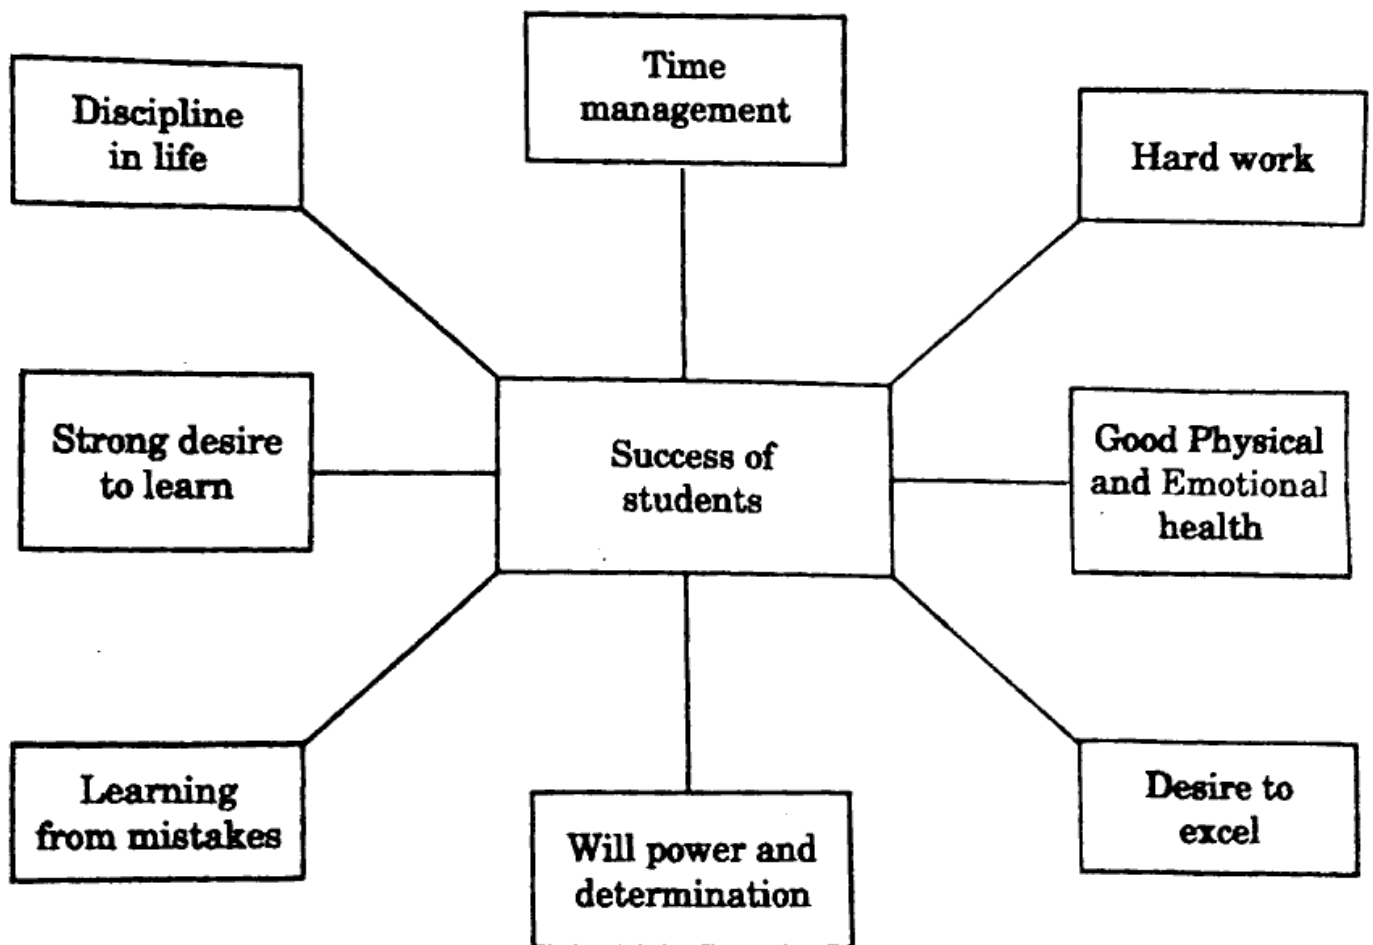 Time
management
Discipline
in life
Hard work
Strong desire
to learn
Success of
students
Good Physical
and Emotional
health
Learning
from mistakes
Will power and
determination
Desire to
excel